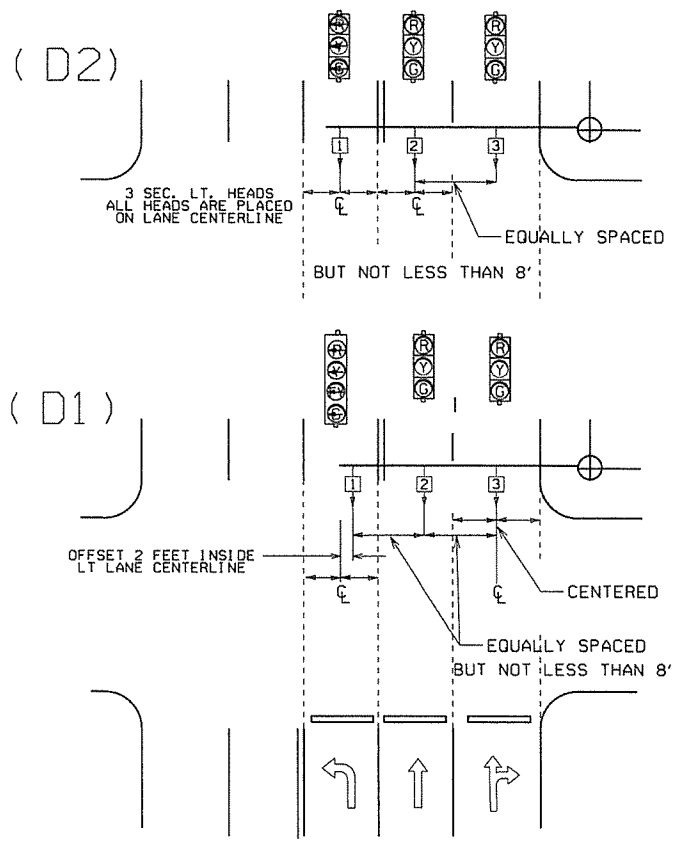 ( D2)
R R R
Y Y Y
G G G
1 2 3
3 SEC. LT. HEADS
ALL HEADS ARE PLACED
ON LANE CENTERLINE
CL CL
EQUALLY SPACED
BUT NOT LESS THAN 8'
( D1)
R R R
Y Y Y
G G
G
1 2 3
OFFSET 2 FEET INSIDE
LT LANE CENTERLINE
CL CL
CENTERED
EQUALLY SPACED
BUT NOT LESS THAN 8'